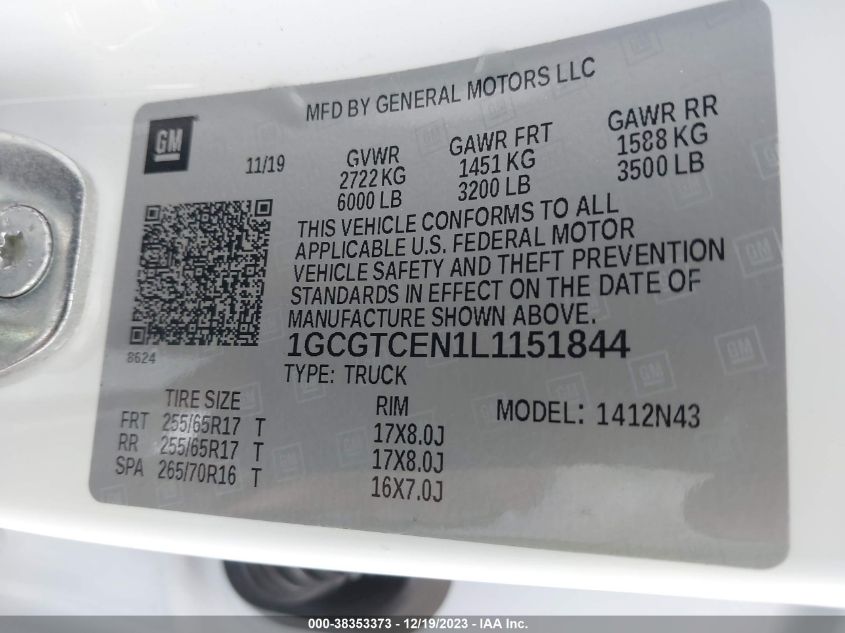 MFD BY GENERAL MOTORS LLC
GM
11/19
GVWR GAWR FRT GAWR RR
2722 KG 1451 KG 1588 KG
6000 LB 3200 LB 3500 LB
THIS VEHICLE CONFORMS TO ALL
APPLICABLE U.S. FEDERAL MOTOR
VEHICLE SAFETY AND THEFT PREVENTION
STANDARDS IN EFFECT ON THE DATE OF
MANUFACTURE SHOWN ABOVE.
8624
1GCGTCEN1L1151844
TYPE: TRUCK
TIRE SIZE RIM MODEL: 1412N43
FRT 255/65R17 T 17X8.0J
RR 255/65R17 T 17X8.0J
SPA 265/70R16 T 16X7.0J
000-38353373 - 12/19/2023 - IAA Inc.